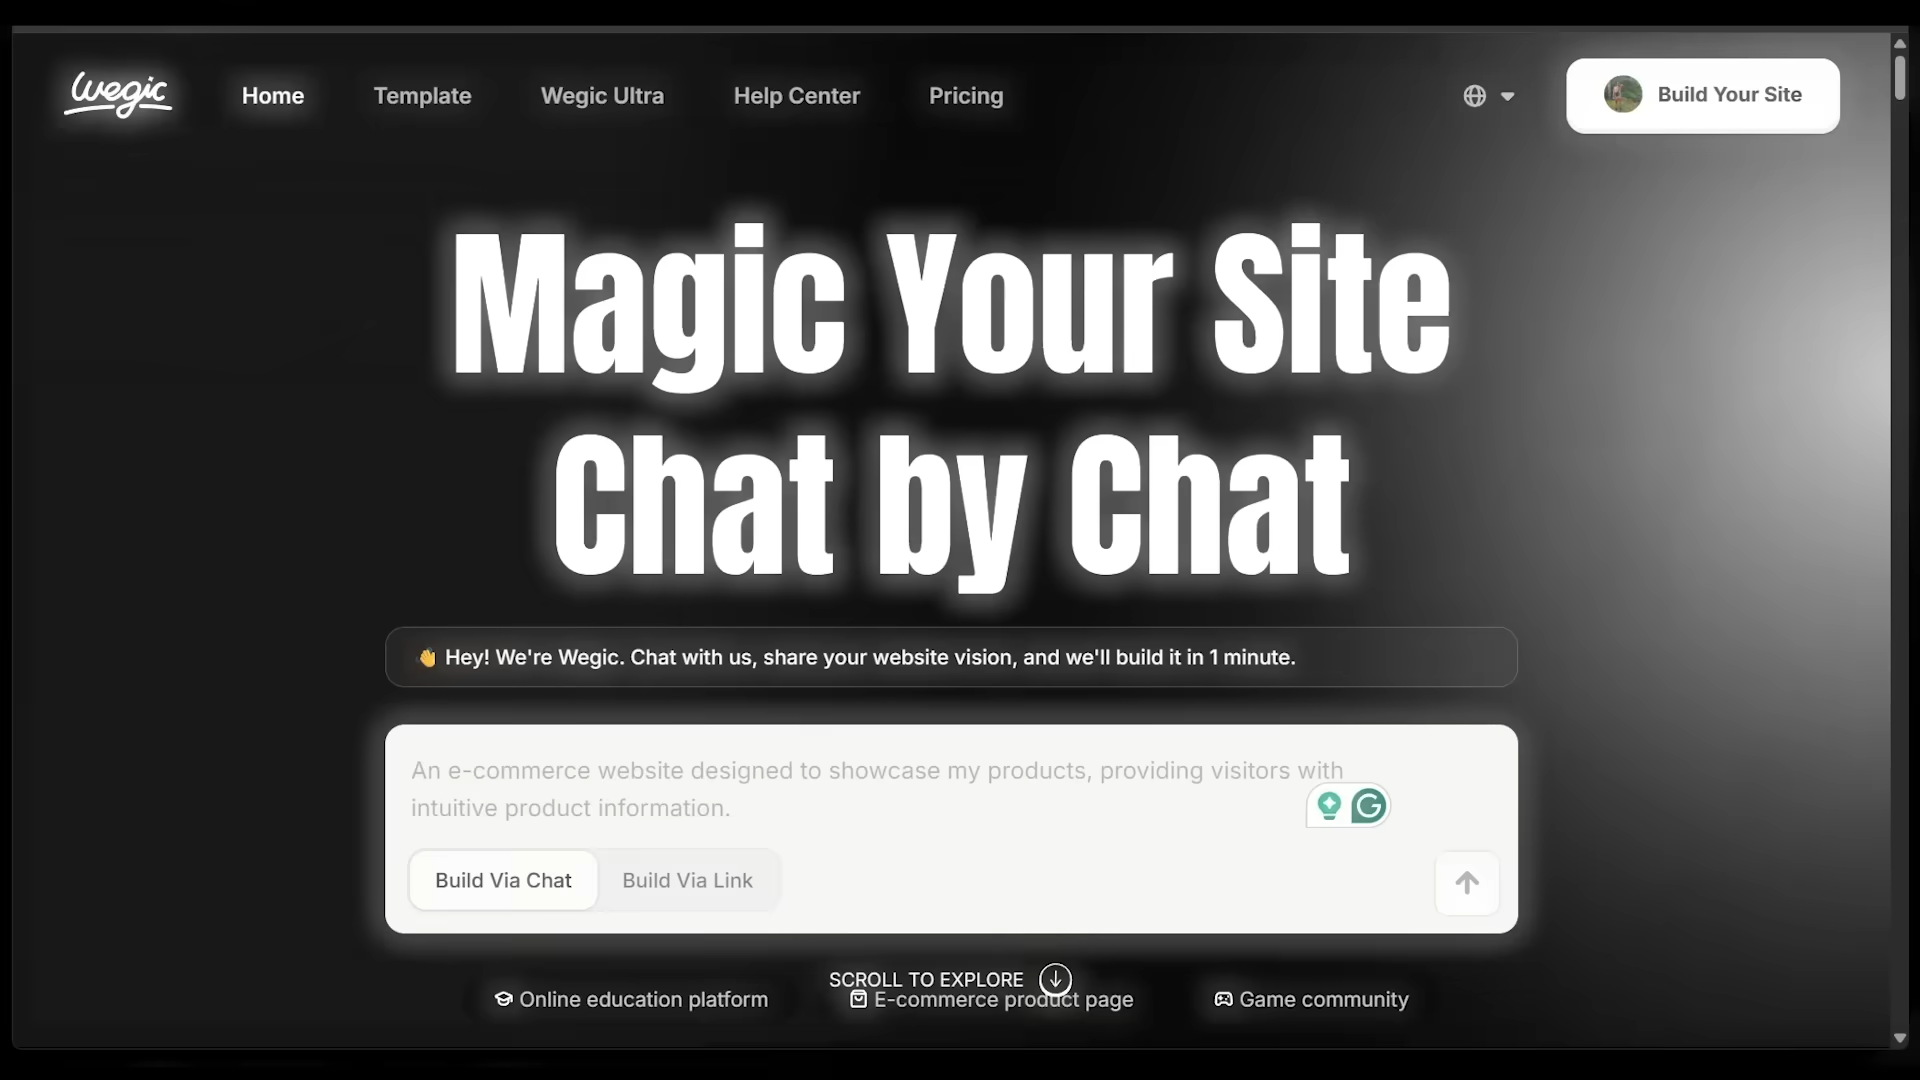 Wegic
Home
Template
Wegic Ultra
Help Center
Pricing
Build Your Site
Magic Your Site
Chat by Chat
👋 Hey! We're Wegic. Chat with us, share your website vision, and we'll build it in 1 minute.
An e-commerce website designed to showcase my products, providing visitors with
intuitive product information.
Build Via Chat
Build Via Link
SCROLL TO EXPLORE
Online education platform
E-commerce product page
Game community